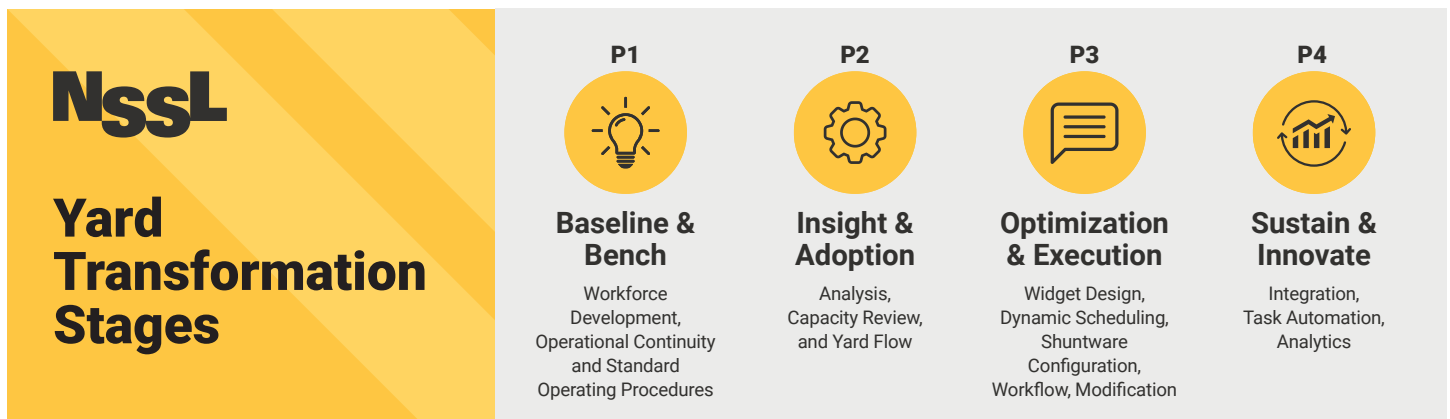 NSSL
Yard
Transformation
Stages
P1
Baseline &
Bench
Workforce
Development,
Operational Continuity
and Standard
Operating Procedures
P2
Insight &
Adoption
Analysis,
Capacity Review,
and Yard Flow
P3
Optimization
& Execution
Widget Design,
Dynamic Scheduling,
Shuntware
Configuration,
Workflow, Modification
P4
Sustain &
Innovate
Integration,
Task Automation,
Analytics